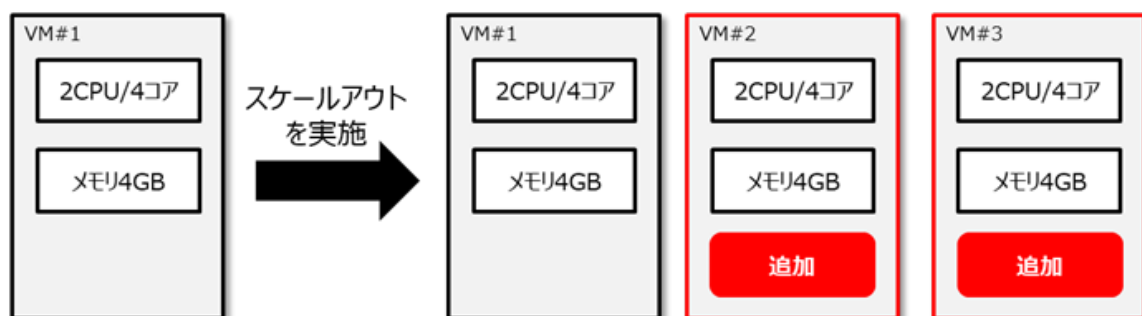 VM#1
2CPU/4コア
メモリ4GB
スケールアウト
を実施
VM#1
2CPU/4コア
メモリ4GB
VM#2
2CPU/4コア
メモリ4GB
追加
VM#3
2CPU/4コア
メモリ4GB
追加